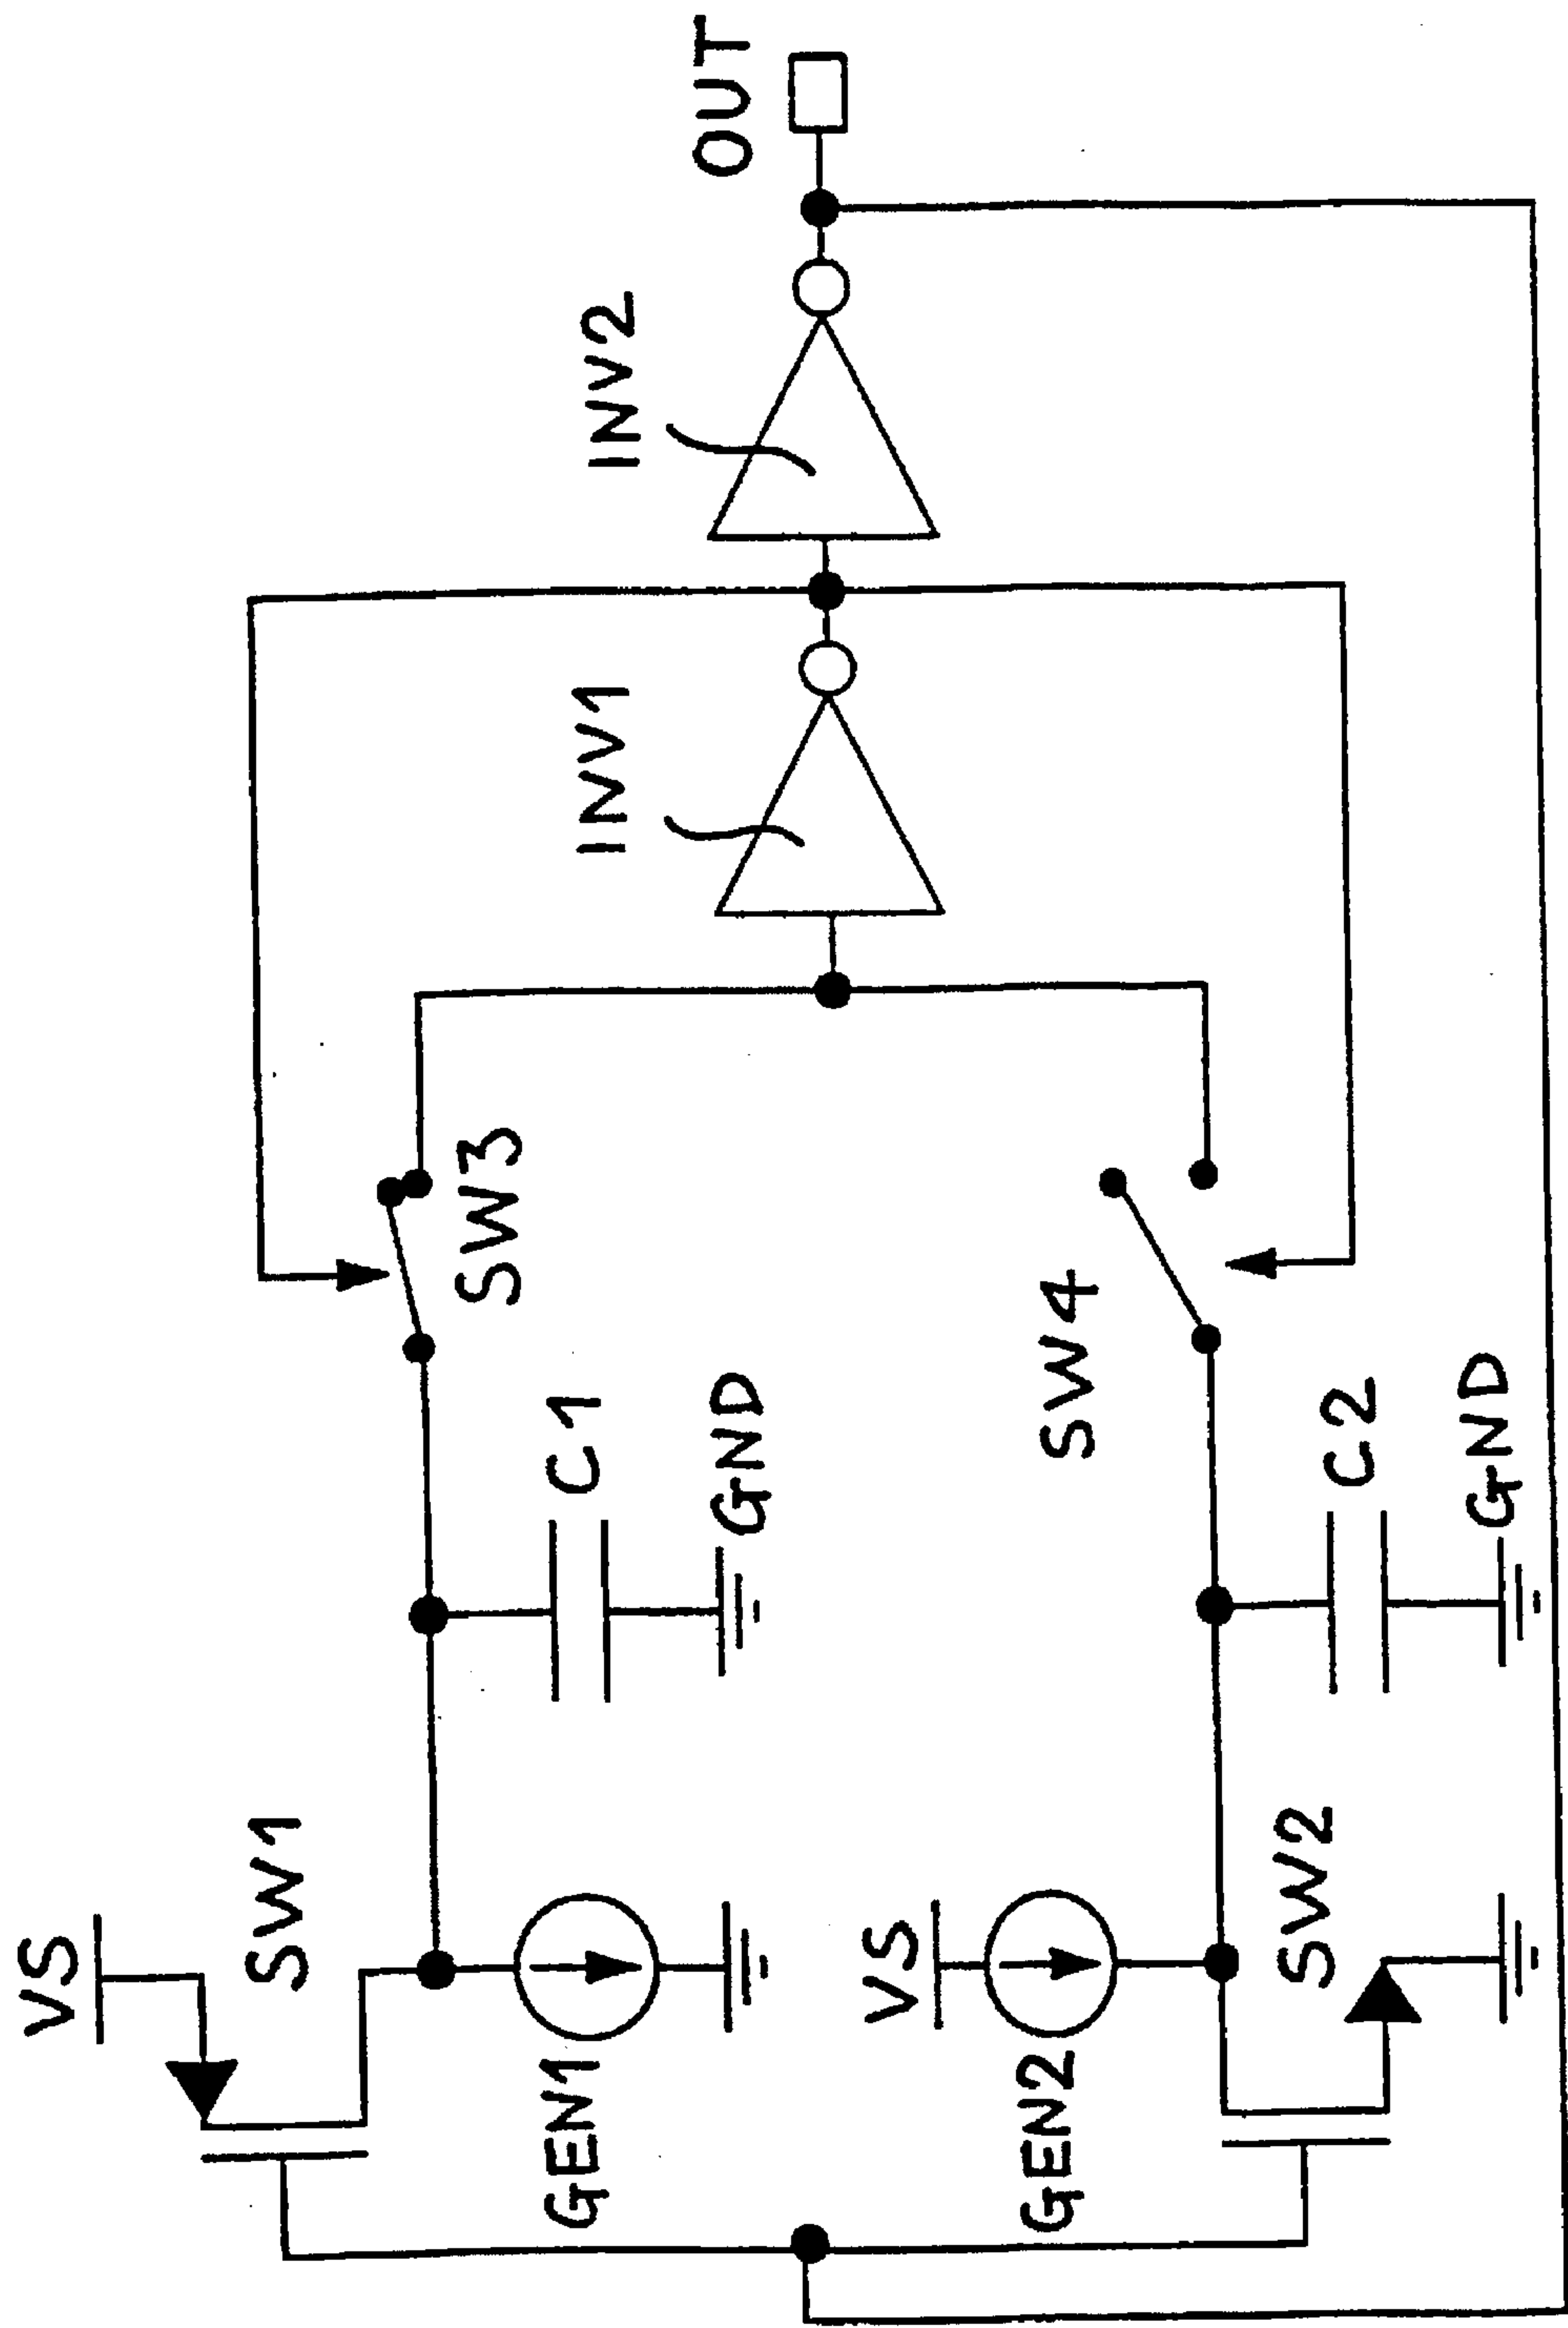 VS
SW1
GEN1
C1
GND
SW3
INV1
INV2
OUT
VS
GEN2
SW2
C2
GND
SW4